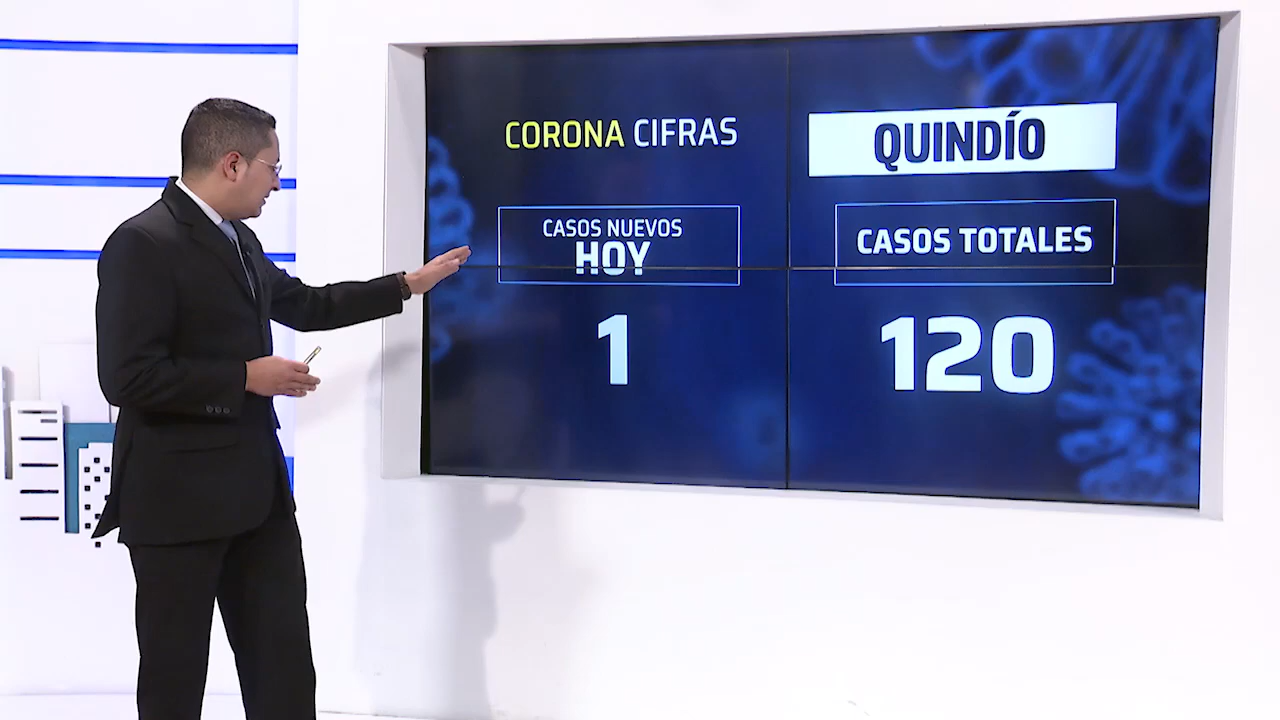 CORONA CIFRAS
QUINDÍO
CASOS NUEVOS
HOY
1
CASOS TOTALES
120